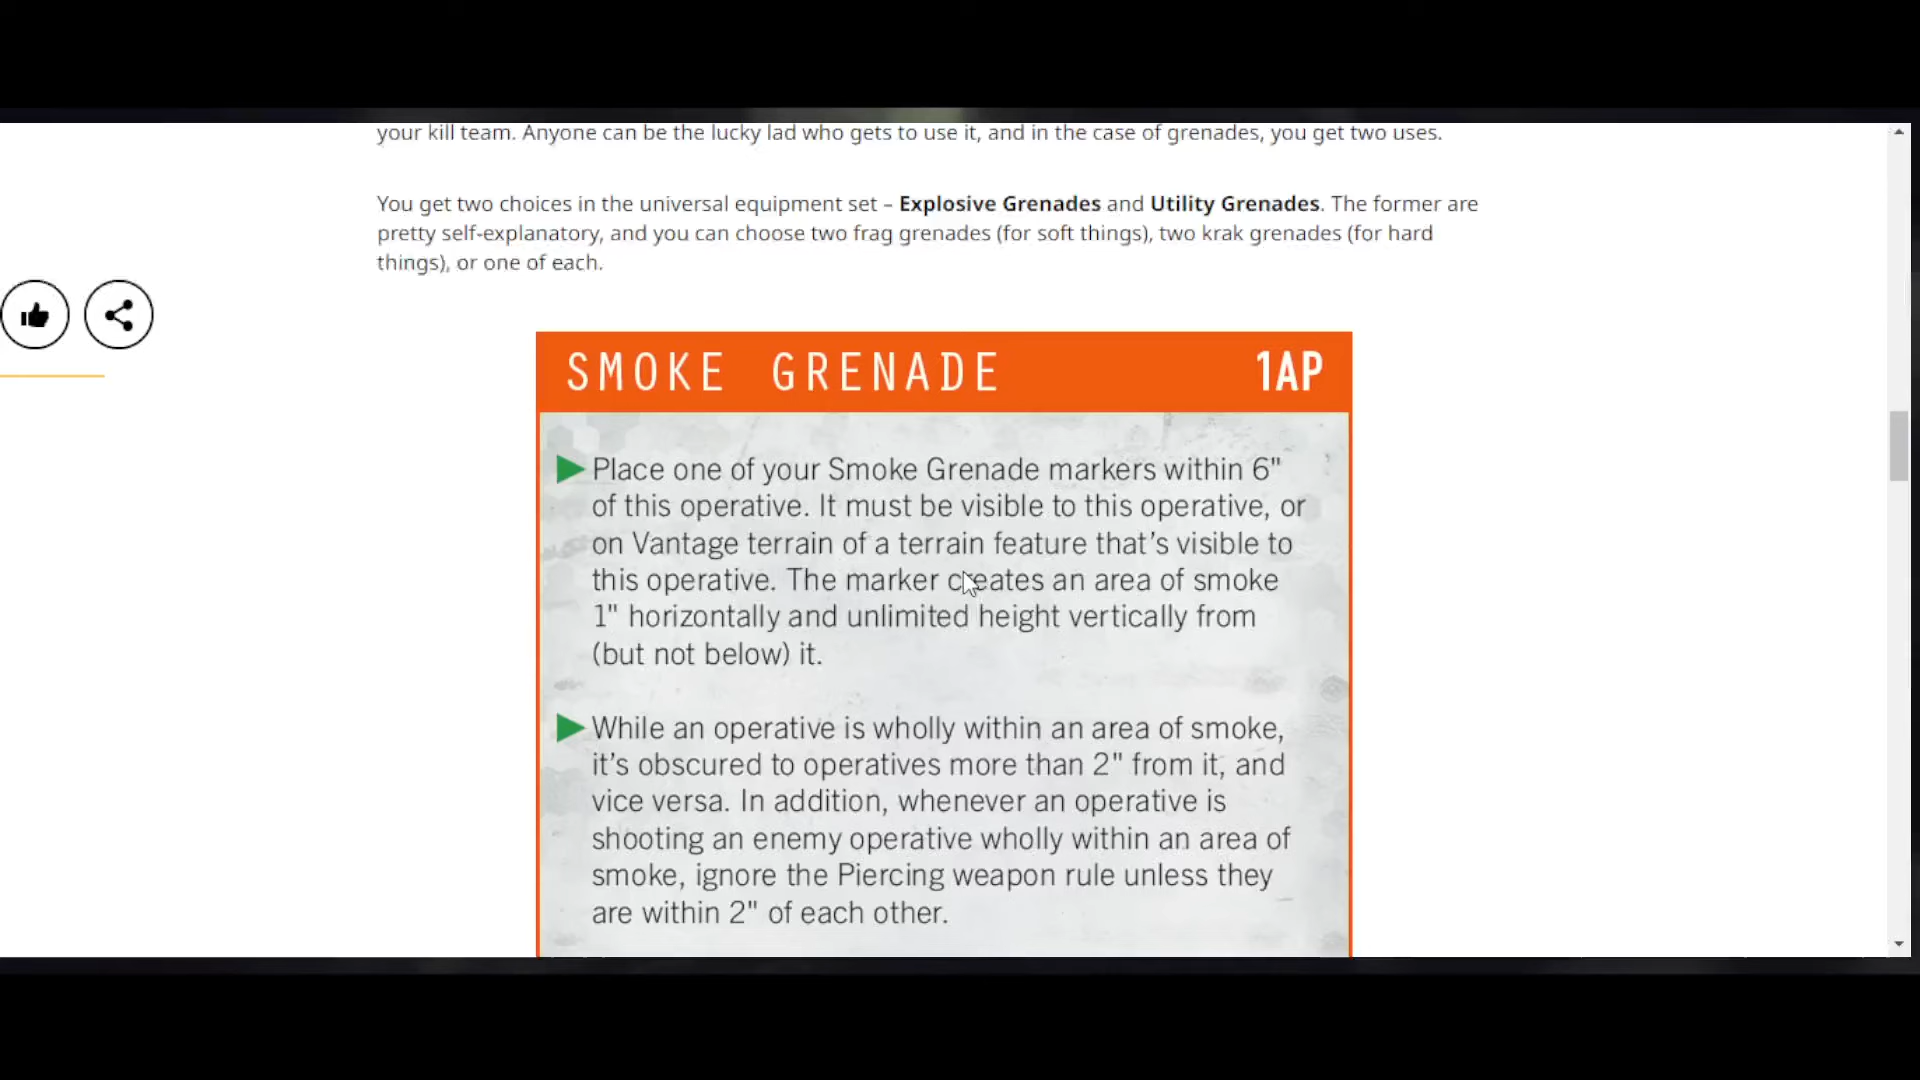 your kill team. Anyone can be the lucky lad who gets to use it, and in the case of grenades, you get two uses.
You get two choices in the universal equipment set – Explosive Grenades and Utility Grenades. The former are
pretty self-explanatory, and you can choose two frag grenades (for soft things), two krak grenades (for hard
things), or one of each.
SMOKE GRENADE 1AP
Place one of your Smoke Grenade markers within 6"
of this operative. It must be visible to this operative, or
on Vantage terrain of a terrain feature that's visible to
this operative. The marker creates an area of smoke
1" horizontally and unlimited height vertically from
(but not below) it.
While an operative is wholly within an area of smoke,
it's obscured to operatives more than 2" from it, and
vice versa. In addition, whenever an operative is
shooting an enemy operative wholly within an area of
smoke, ignore the Piercing weapon rule unless they
are within 2" of each other.